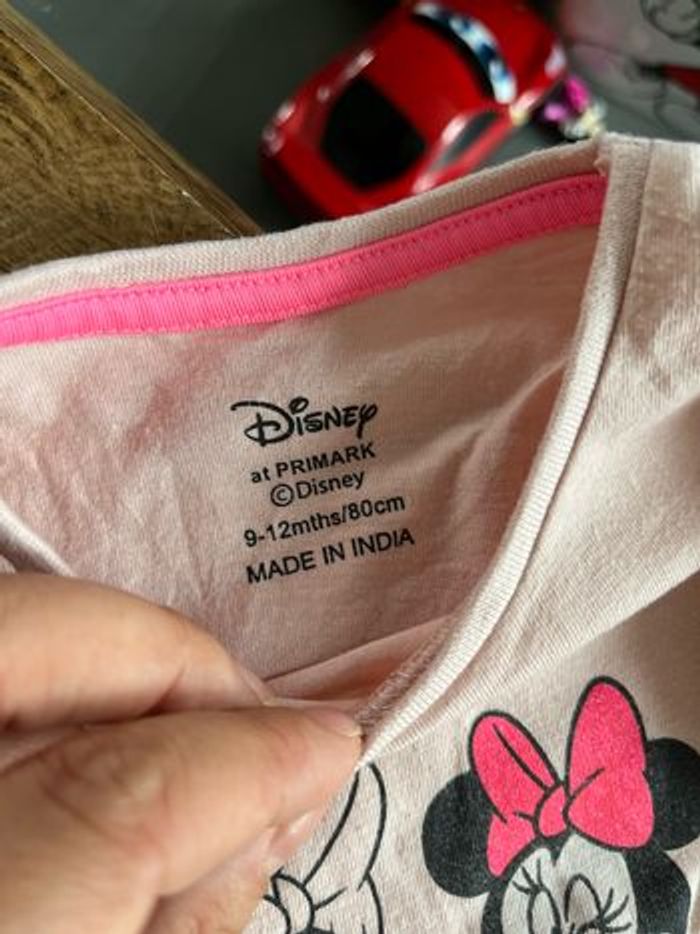 Disney
at PRIMARK
©Disney
9-12mths/80cm
MADE IN INDIA